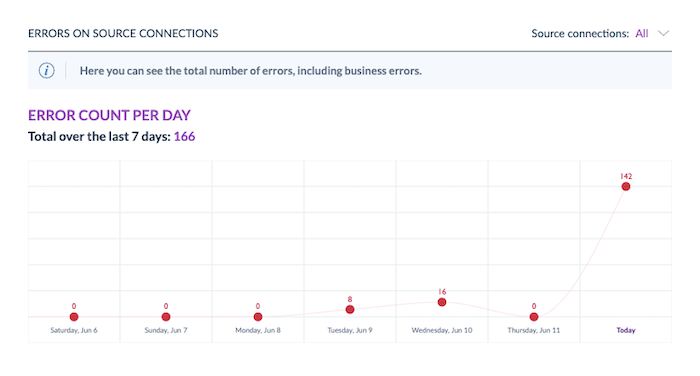 ERRORS ON SOURCE CONNECTIONS
Source connections: All
i
Here you can see the total number of errors, including business errors.
ERROR COUNT PER DAY
Total over the last 7 days: 166
142
0 0 0 8 16 0
Saturday, Jun 6 Sunday, Jun 7 Monday, Jun 8 Tuesday, Jun 9 Wednesday, Jun 10 Thursday, Jun 11 Today